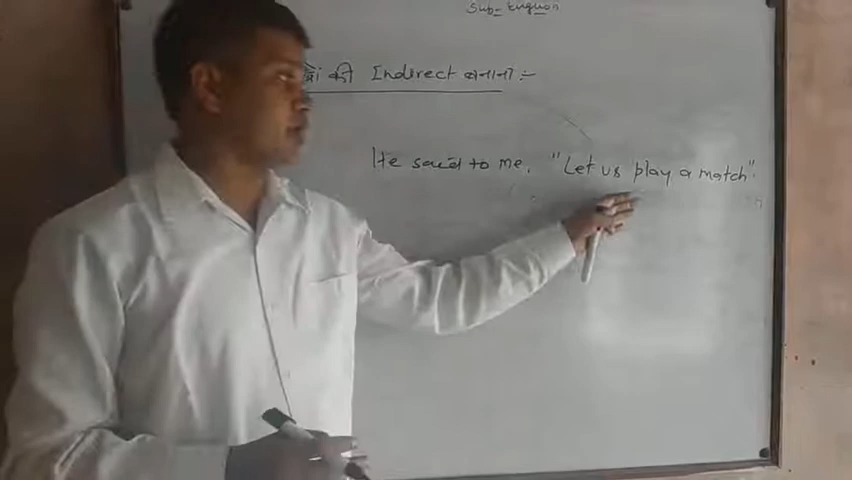 Sub- English
की Indirect बनाना :-
He said to me, "Let us play a match".